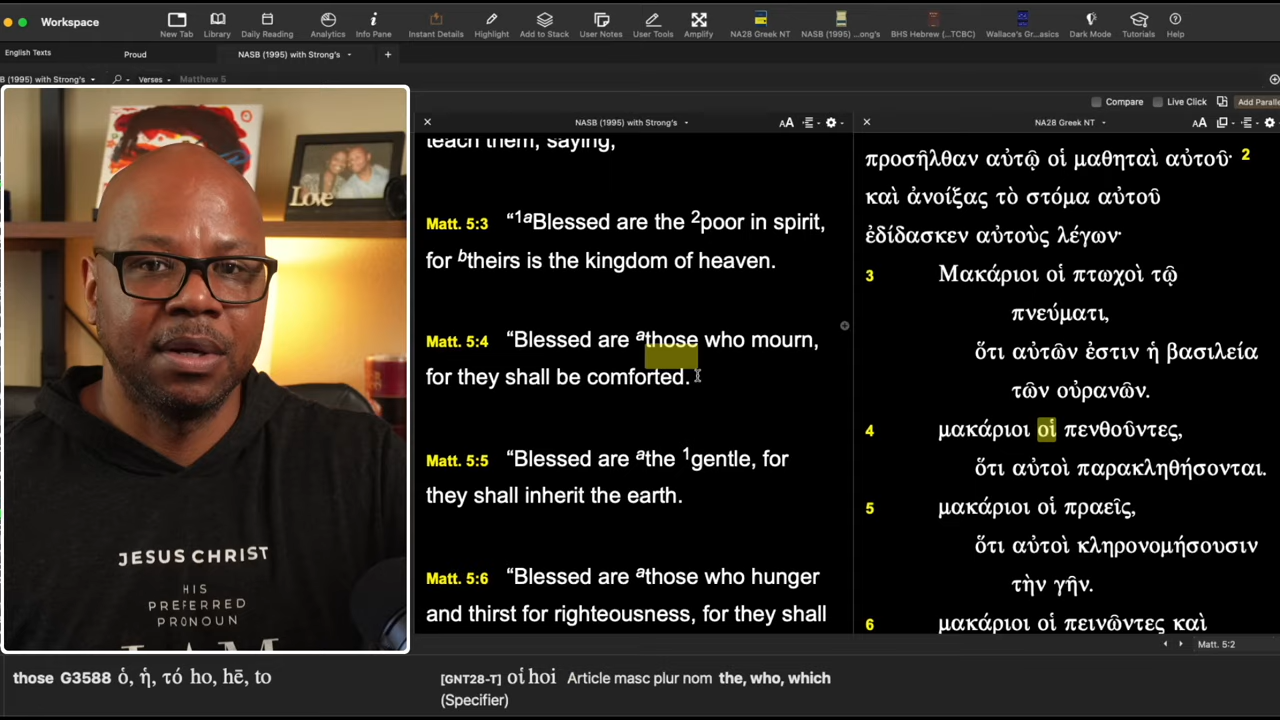 Workspace
New Tab
Library
Daily Reading
Analytics
Info Pane
Instant Details
Highlight
Add to Stack
User Notes
User Tools
Amplify
NA28 Greek NT
NASB (1995) ...ong's
BHS Hebrew (...TCBC)
Wallace's Gr...asics
Dark Mode
Tutorials
Help
English Texts
Proud
NASB (1995) with Strong's
B (1995) with Strong's
Verses
Matthew 5
Compare
Live Click
Add Paralle
NASB (1995) with Strong's
teach them, saying,
Matt. 5:3 “1aBlessed are the 2poor in spirit,
for btheirs is the kingdom of heaven.
Matt. 5:4 “Blessed are athose who mourn,
for they shall be comforted.
Matt. 5:5 “Blessed are athe 1gentle, for
they shall inherit the earth.
Matt. 5:6 “Blessed are athose who hunger
and thirst for righteousness, for they shall
NA28 Greek NT
προσῆλθαν αὐτῷ οἱ μαθηταὶ αὐτοῦ· 2
καὶ ἀνοίξας τὸ στόμα αὐτοῦ
ἐδίδασκεν αὐτοὺς λέγων·
3 Μακάριοι οἱ πτωχοὶ τῷ
πνεύματι,
ὅτι αὐτῶν ἐστιν ἡ βασιλεία
τῶν οὐρανῶν.
4 μακάριοι οἱ πενθοῦντες,
ὅτι αὐτοὶ παρακληθήσονται.
5 μακάριοι οἱ πραεῖς,
ὅτι αὐτοὶ κληρονομήσουσιν
τὴν γῆν.
6 μακάριοι οἱ πεινῶντες καὶ
Matt. 5:2
Love
JESUS CHRIST
HIS
PREFERRED
PRONOUN
I AM
those G3588 ὁ, ἡ, τό ho, hē, to
[GNT28-T] οἱ hoi Article masc plur nom the, who, which
(Specifier)